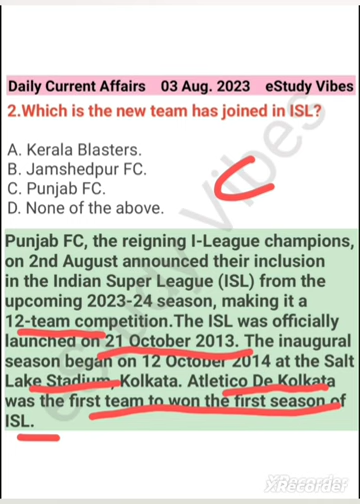 Daily Current Affairs 03 Aug. 2023 eStudy Vibes
2.Which is the new team has joined in ISL?
A. Kerala Blasters.
B. Jamshedpur FC.
C. Punjab FC.
D. None of the above.
C
Punjab FC, the reigning I-League champions,
on 2nd August announced their inclusion
in the Indian Super League (ISL) from the
upcoming 2023-24 season, making it a
12-team competition.The ISL was officially
launched on 21 October 2013. The inaugural
season began on 12 October 2014 at the Salt
Lake Stadium, Kolkata. Atletico De Kolkata
was the first team to won the first season of
ISL.
eStudy Vibes
XRecorder